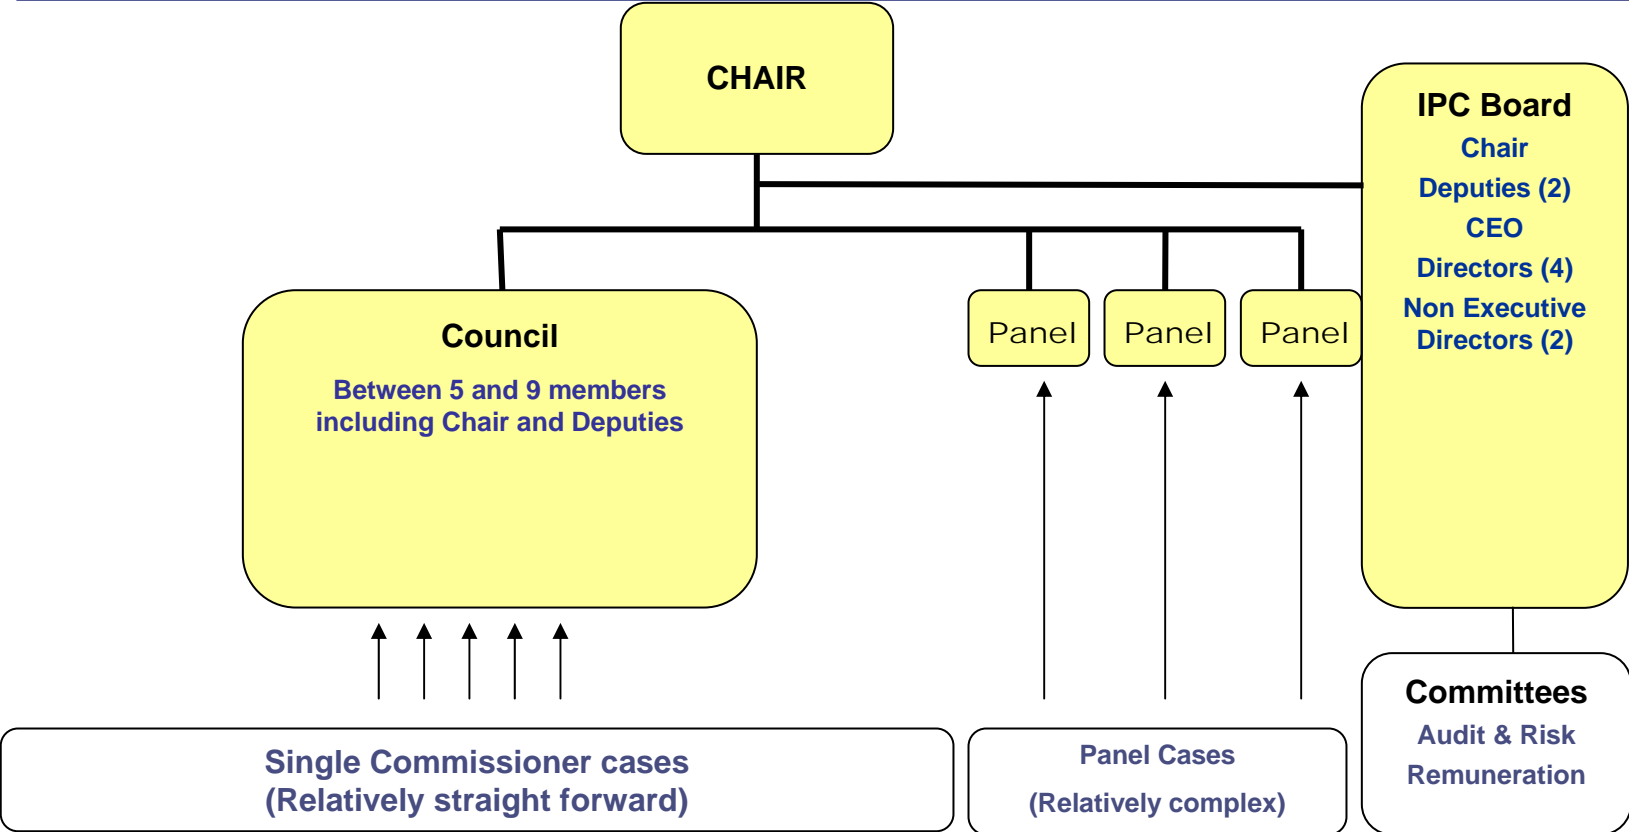 CHAIR
IPC Board
Chair
Deputies (2)
CEO
Directors (4)
Non Executive
Directors (2)
Council
Between 5 and 9 members
including Chair and Deputies
Panel
Panel
Panel
Single Commissioner cases
(Relatively straight forward)
Panel Cases
(Relatively complex)
Committees
Audit & Risk
Remuneration